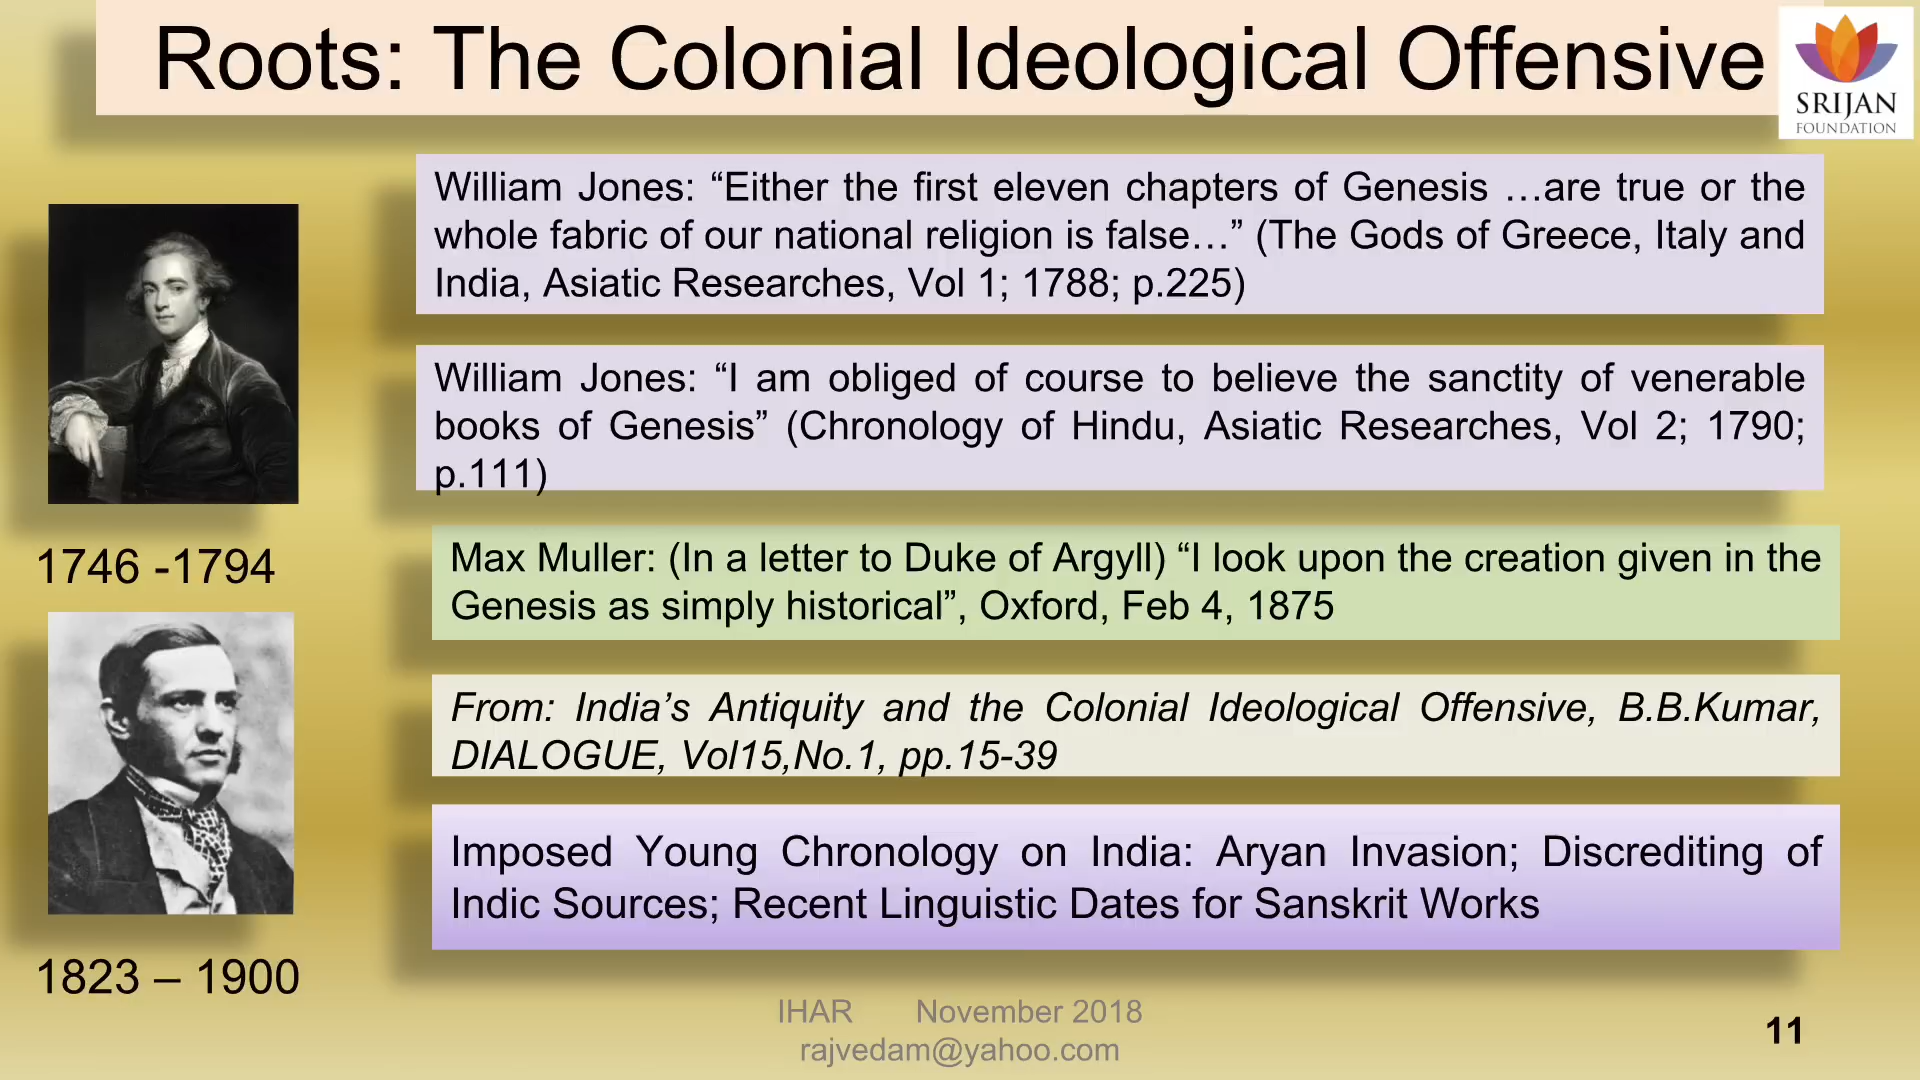 Roots: The Colonial Ideological Offensive
SRIJAN
FOUNDATION
William Jones: “Either the first eleven chapters of Genesis …are true or the
whole fabric of our national religion is false…” (The Gods of Greece, Italy and
India, Asiatic Researches, Vol 1; 1788; p.225)
William Jones: “I am obliged of course to believe the sanctity of venerable
books of Genesis” (Chronology of Hindu, Asiatic Researches, Vol 2; 1790;
p.111)
1746 -1794
Max Muller: (In a letter to Duke of Argyll) “I look upon the creation given in the
Genesis as simply historical”, Oxford, Feb 4, 1875
From: India’s Antiquity and the Colonial Ideological Offensive, B.B.Kumar,
DIALOGUE, Vol15,No.1, pp.15-39
Imposed Young Chronology on India: Aryan Invasion; Discrediting of
Indic Sources; Recent Linguistic Dates for Sanskrit Works
1823 – 1900
IHAR November 2018
rajvedam@yahoo.com
11